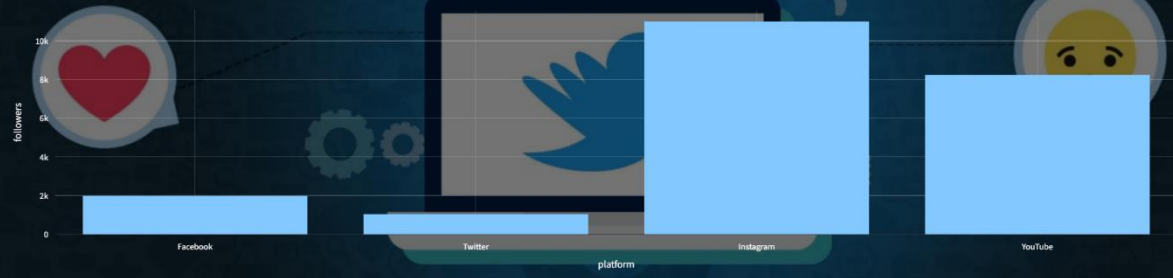 followers
10k
8k
6k
4k
2k
0
Facebook Twitter Instagram YouTube
platform